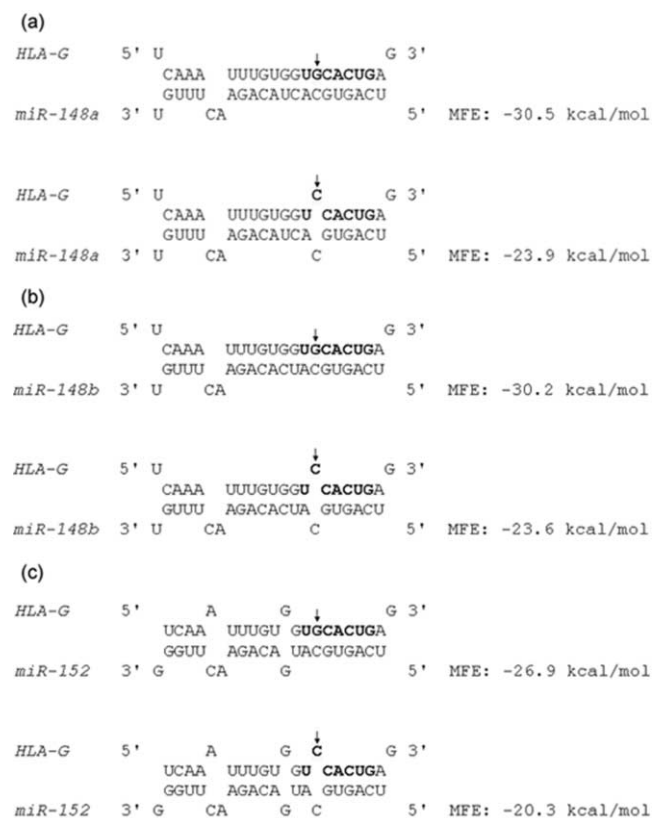 (a)
↓
HLA-G 5' U G 3'
CAAA UUUGUGGUGCACUGA
GUUU AGACAUCACGUGACU
miR-148a 3' U CA 5' MFE: -30.5 kcal/mol
↓
HLA-G 5' U C G 3'
CAAA UUUGUGGU CACUGA
GUUU AGACAUCA GUGACU
miR-148a 3' U CA C 5' MFE: -23.9 kcal/mol
(b)
HLA-G 5' U ↓ G 3'
CAAA UUUGUGGUGCACUGA
GUUU AGACACUACGUGACU
miR-148b 3' U CA 5' MFE: -30.2 kcal/mol
↓
HLA-G 5' U C G 3'
CAAA UUUGUGGU CACUGA
GUUU AGACACUA GUGACU
miR-148b 3' U CA C 5' MFE: -23.6 kcal/mol
(c)
HLA-G 5' A G ↓ G 3'
UCAA UUUGU GUGCACUGA
GGUU AGACA UACGUGACU
miR-152 3' G CA G 5' MFE: -26.9 kcal/mol
↓
HLA-G 5' A G C G 3'
UCAA UUUGU GU CACUGA
GGUU AGACA UA GUGACU
miR-152 3' G CA G C 5' MFE: -20.3 kcal/mol